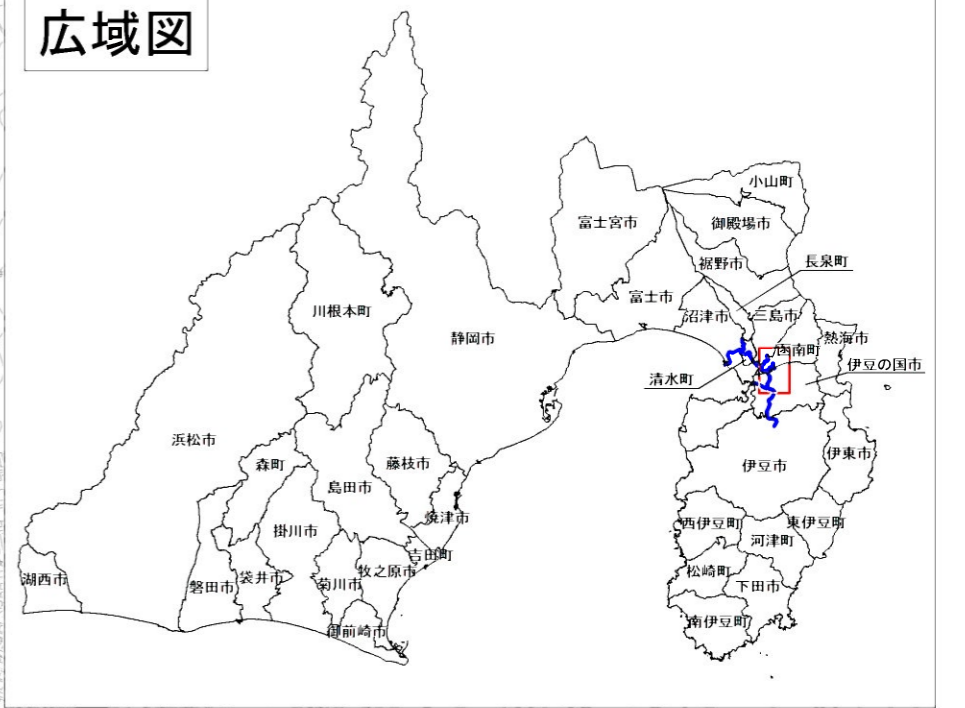 広域図
小山町
富士宮市
御殿場市
裾野市
長泉町
富士市
川根本町
沼津市
三島市
静岡市
熱海市
函南町
伊豆の国市
清水町
浜松市
伊東市
森町
藤枝市
伊豆市
島田市
焼津市
西伊豆町
東伊豆町
掛川市
河津町
吉田町
牧之原市
松崎町
湖西市
磐田市
袋井市
菊川市
下田市
南伊豆町
御前崎市